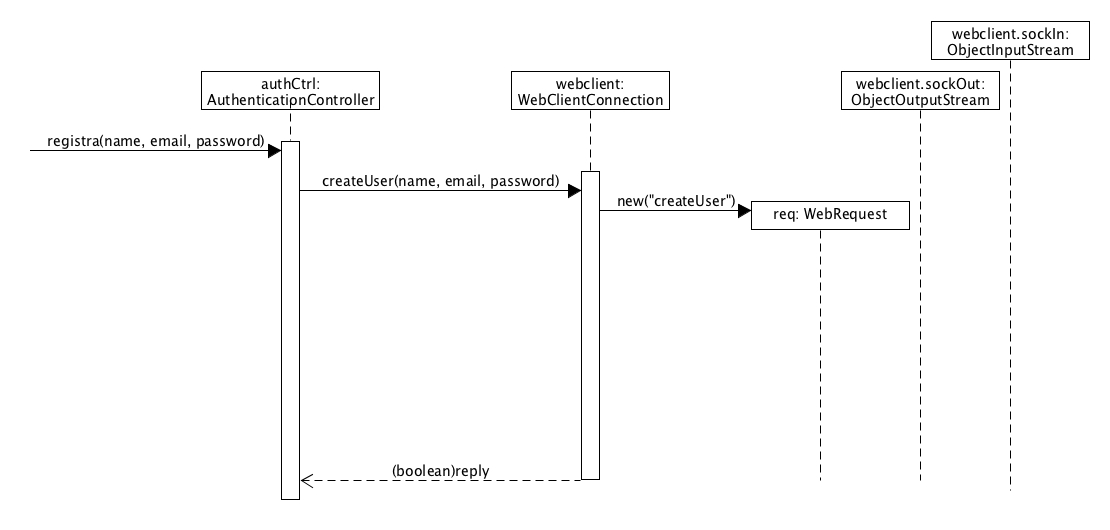 webclient.sockIn:
ObjectInputStream
authCtrl:
AuthenticationController
webclient:
WebClientConnection
webclient.sockOut:
ObjectOutputStream
registra(name, email, password)
createUser(name, email, password)
new("createUser")
req: WebRequest
(boolean)reply